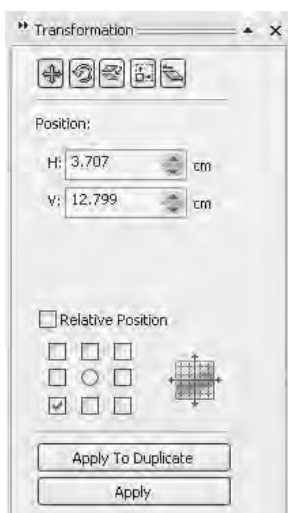 Transformation
Position:
H: 3.707 cm
V: 12.799 cm
Relative Position
Apply To Duplicate
Apply